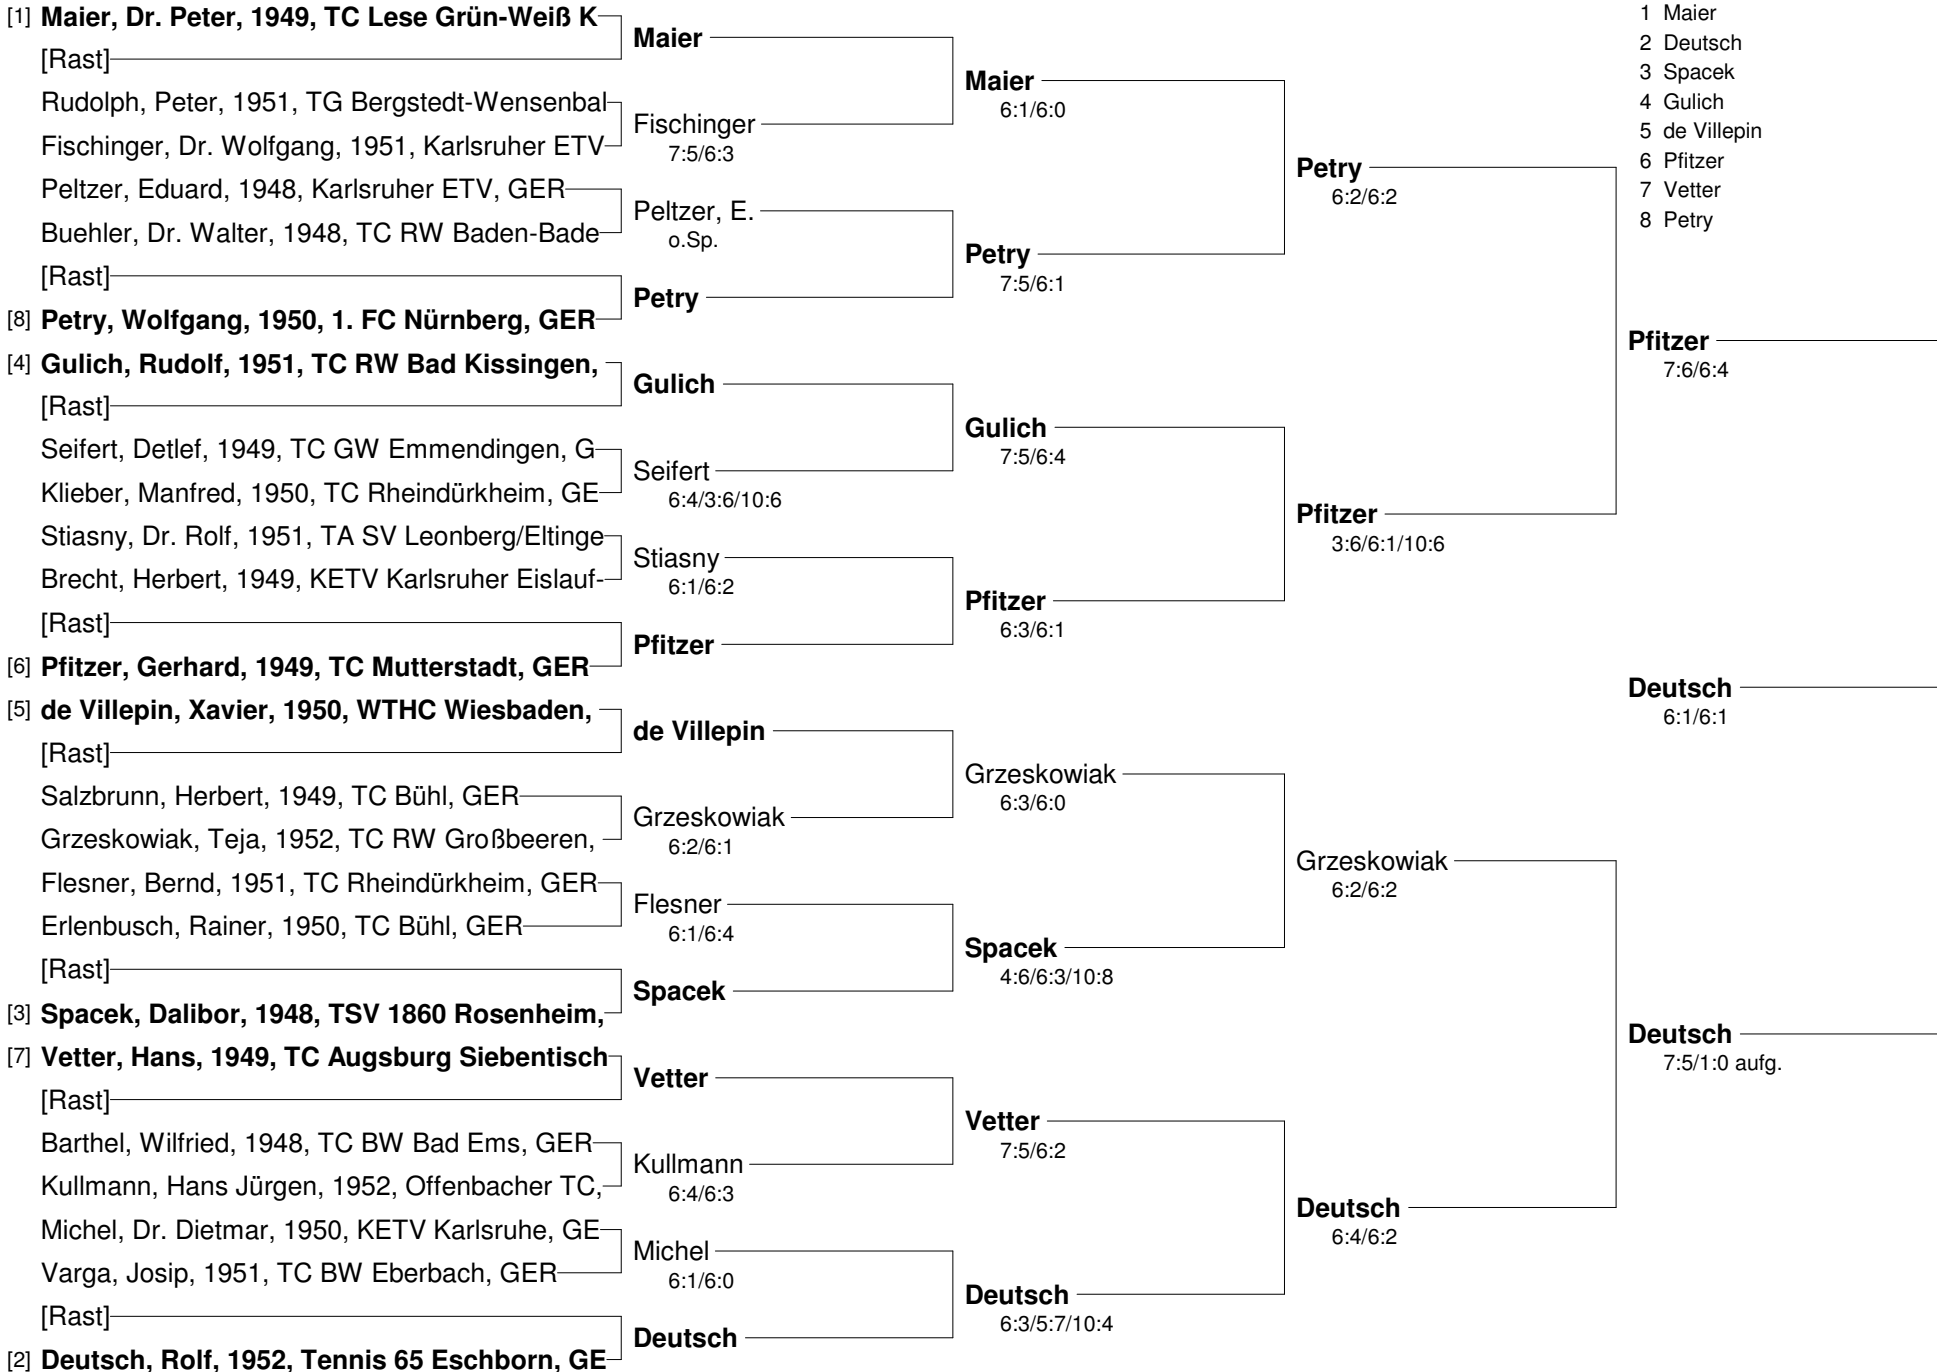 [1] Maier, Dr. Peter, 1949, TC Lese Grün-Weiß K
[Rast]
Rudolph, Peter, 1951, TG Bergstedt-Wensenbal
Fischinger, Dr. Wolfgang, 1951, Karlsruher ETV
Peltzer, Eduard, 1948, Karlsruher ETV, GER
Buehler, Dr. Walter, 1948, TC RW Baden-Bade
[Rast]
[8] Petry, Wolfgang, 1950, 1. FC Nürnberg, GER
[4] Gulich, Rudolf, 1951, TC RW Bad Kissingen,
[Rast]
Seifert, Detlef, 1949, TC GW Emmendingen, G
Klieber, Manfred, 1950, TC Rheindürkheim, GE
Stiasny, Dr. Rolf, 1951, TA SV Leonberg/Eltinge
Brecht, Herbert, 1949, KETV Karlsruher Eislauf-
[Rast]
[6] Pfitzer, Gerhard, 1949, TC Mutterstadt, GER
[5] de Villepin, Xavier, 1950, WTHC Wiesbaden,
[Rast]
Salzbrunn, Herbert, 1949, TC Bühl, GER
Grzeskowiak, Teja, 1952, TC RW Großbeeren,
Flesner, Bernd, 1951, TC Rheindürkheim, GER
Erlenbusch, Rainer, 1950, TC Bühl, GER
[Rast]
[3] Spacek, Dalibor, 1948, TSV 1860 Rosenheim,
[7] Vetter, Hans, 1949, TC Augsburg Siebentisch
[Rast]
Barthel, Wilfried, 1948, TC BW Bad Ems, GER
Kullmann, Hans Jürgen, 1952, Offenbacher TC,
Michel, Dr. Dietmar, 1950, KETV Karlsruhe, GE
Varga, Josip, 1951, TC BW Eberbach, GER
[Rast]
[2] Deutsch, Rolf, 1952, Tennis 65 Eschborn, GE
Maier
Fischinger
7:5/6:3
Peltzer, E.
o.Sp.
Petry
Gulich
Seifert
6:4/3:6/10:6
Stiasny
6:1/6:2
Pfitzer
de Villepin
Grzeskowiak
6:2/6:1
Flesner
6:1/6:4
Spacek
Vetter
Kullmann
6:4/6:3
Michel
6:1/6:0
Deutsch
Maier
6:1/6:0
Petry
7:5/6:1
Gulich
7:5/6:4
Pfitzer
6:3/6:1
Grzeskowiak
6:3/6:0
Spacek
4:6/6:3/10:8
Vetter
7:5/6:2
Deutsch
6:3/5:7/10:4
Petry
6:2/6:2
Pfitzer
3:6/6:1/10:6
Grzeskowiak
6:2/6:2
Deutsch
6:4/6:2
1 Maier
2 Deutsch
3 Spacek
4 Gulich
5 de Villepin
6 Pfitzer
7 Vetter
8 Petry
Pfitzer
7:6/6:4
Deutsch
6:1/6:1
Deutsch
7:5/1:0 aufg.